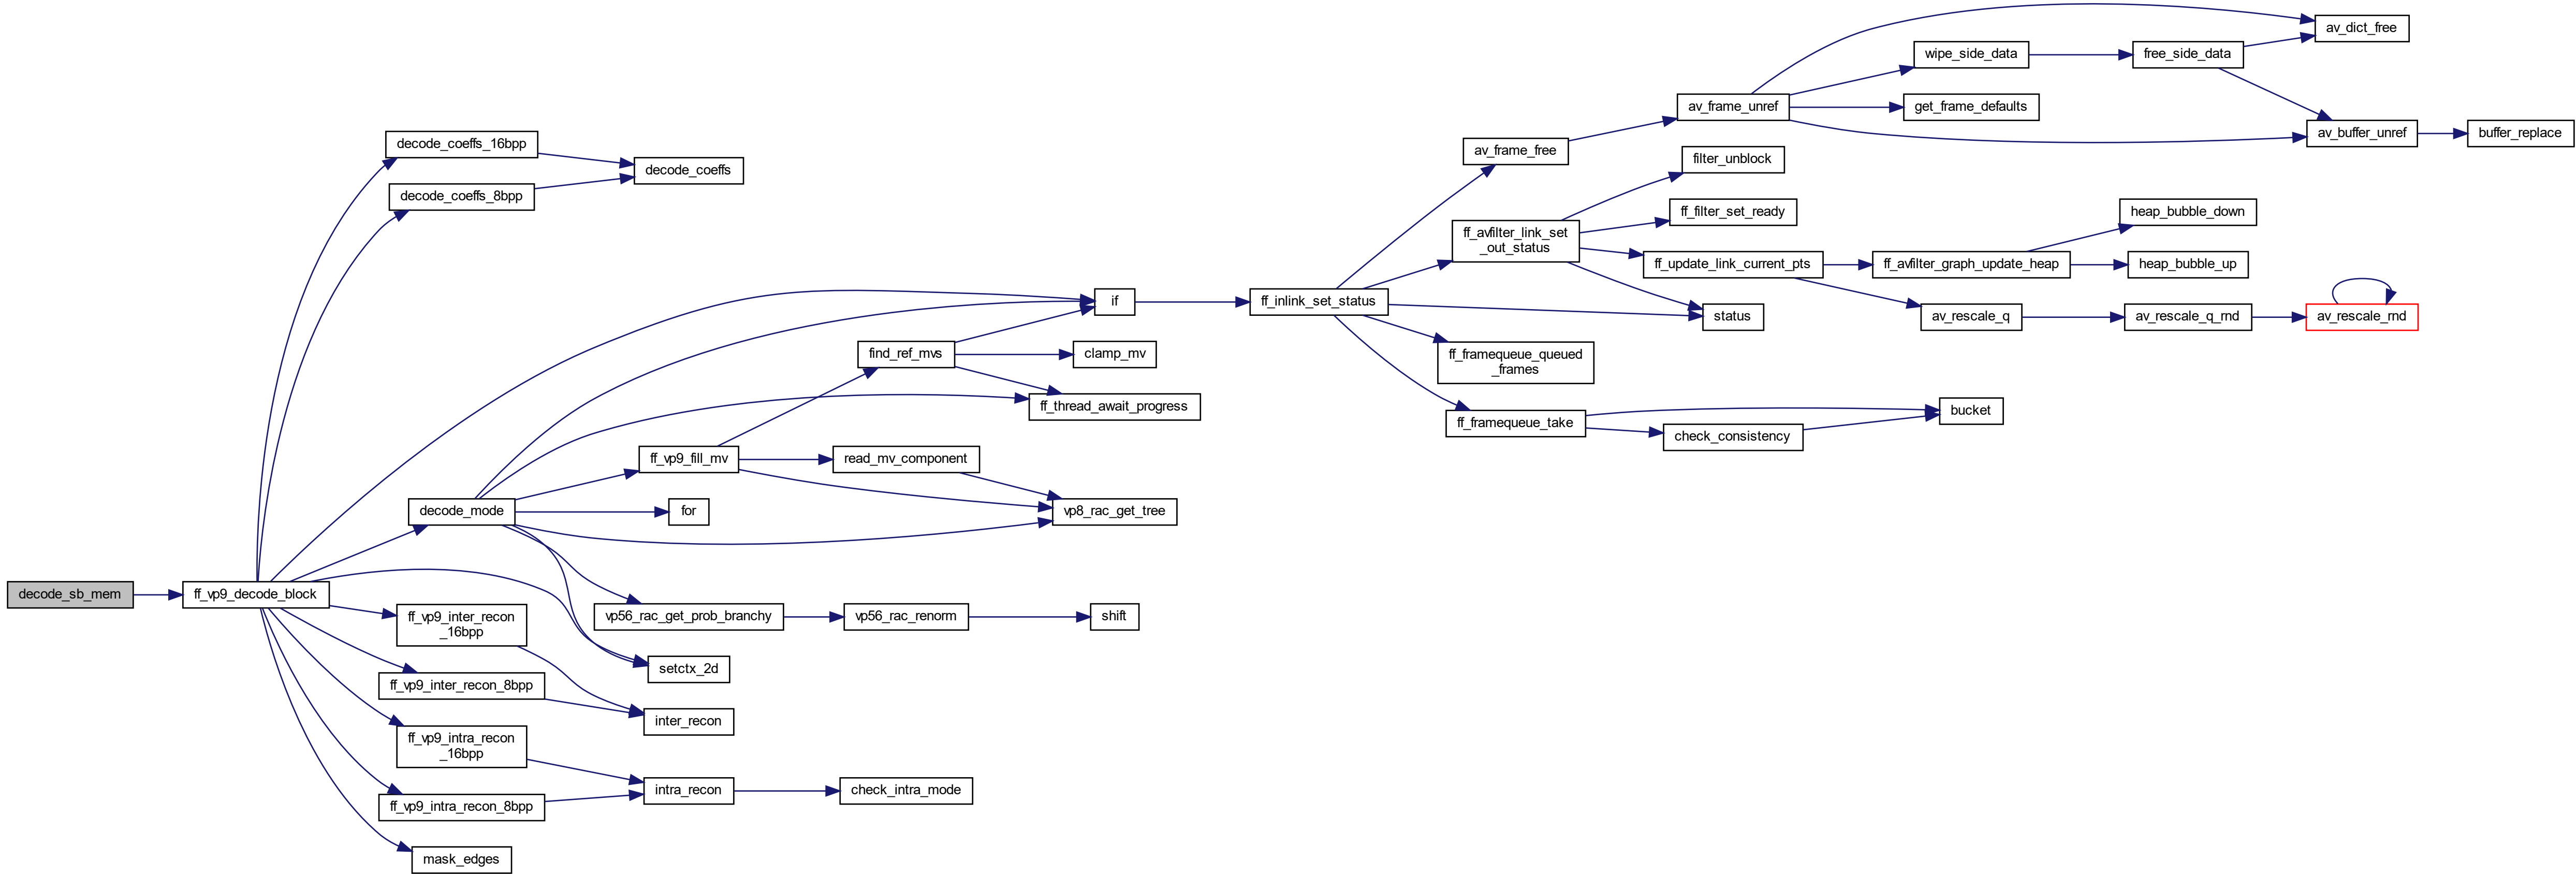 decode_sb_mem
ff_vp9_decode_block
decode_coeffs_16bpp
decode_coeffs_8bpp
decode_coeffs
decode_mode
ff_vp9_inter_recon
_16bpp
ff_vp9_inter_recon_8bpp
ff_vp9_intra_recon
_16bpp
ff_vp9_intra_recon_8bpp
mask_edges
ff_vp9_fill_mv
for
vp56_rac_get_prob_branchy
setctx_2d
inter_recon
intra_recon
find_ref_mvs
read_mv_component
vp56_rac_renorm
check_intra_mode
if
clamp_mv
ff_thread_await_progress
vp8_rac_get_tree
shift
ff_inlink_set_status
av_frame_free
ff_avfilter_link_set
_out_status
ff_framequeue_queued
_frames
ff_framequeue_take
av_frame_unref
filter_unblock
ff_filter_set_ready
ff_update_link_current_pts
status
check_consistency
wipe_side_data
get_frame_defaults
ff_avfilter_graph_update_heap
av_rescale_q
bucket
free_side_data
heap_bubble_down
heap_bubble_up
av_rescale_q_rnd
av_dict_free
av_buffer_unref
av_rescale_rnd
buffer_replace